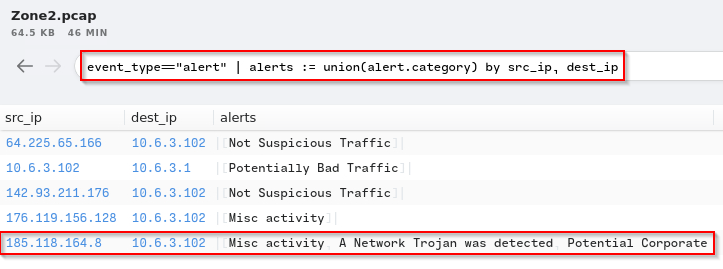 Zone2.pcap
64.5 KB 46 MIN
event_type=="alert" | alerts := union(alert.category) by src_ip, dest_ip
src_ip dest_ip alerts
64.225.65.166 10.6.3.102 |[Not Suspicious Traffic]|
10.6.3.102 10.6.3.1 |[Potentially Bad Traffic]|
142.93.211.176 10.6.3.102 |[Not Suspicious Traffic]|
176.119.156.128 10.6.3.102 |[Misc activity]|
185.118.164.8 10.6.3.102 |[Misc activity, A Network Trojan was detected, Potential Corporate